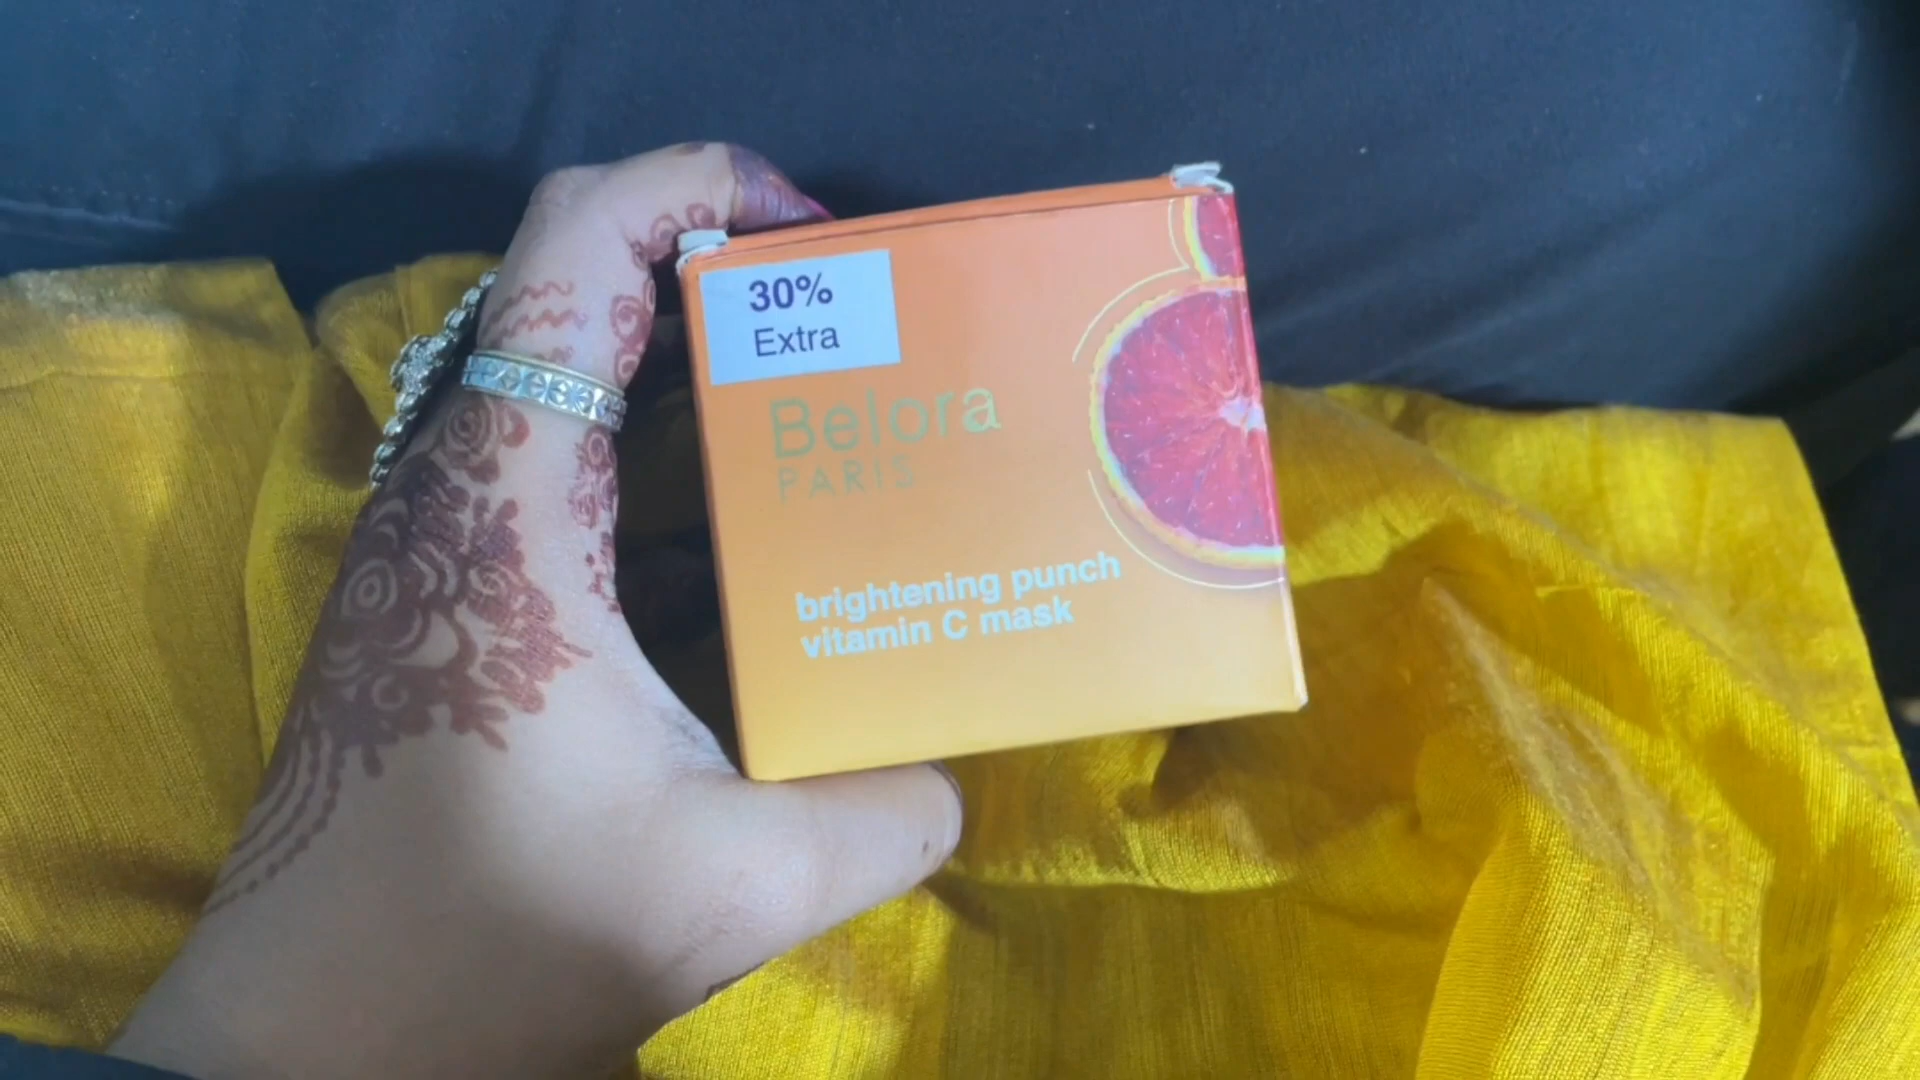 30%
Extra
Belora
PARIS
brightening punch
vitamin C mask